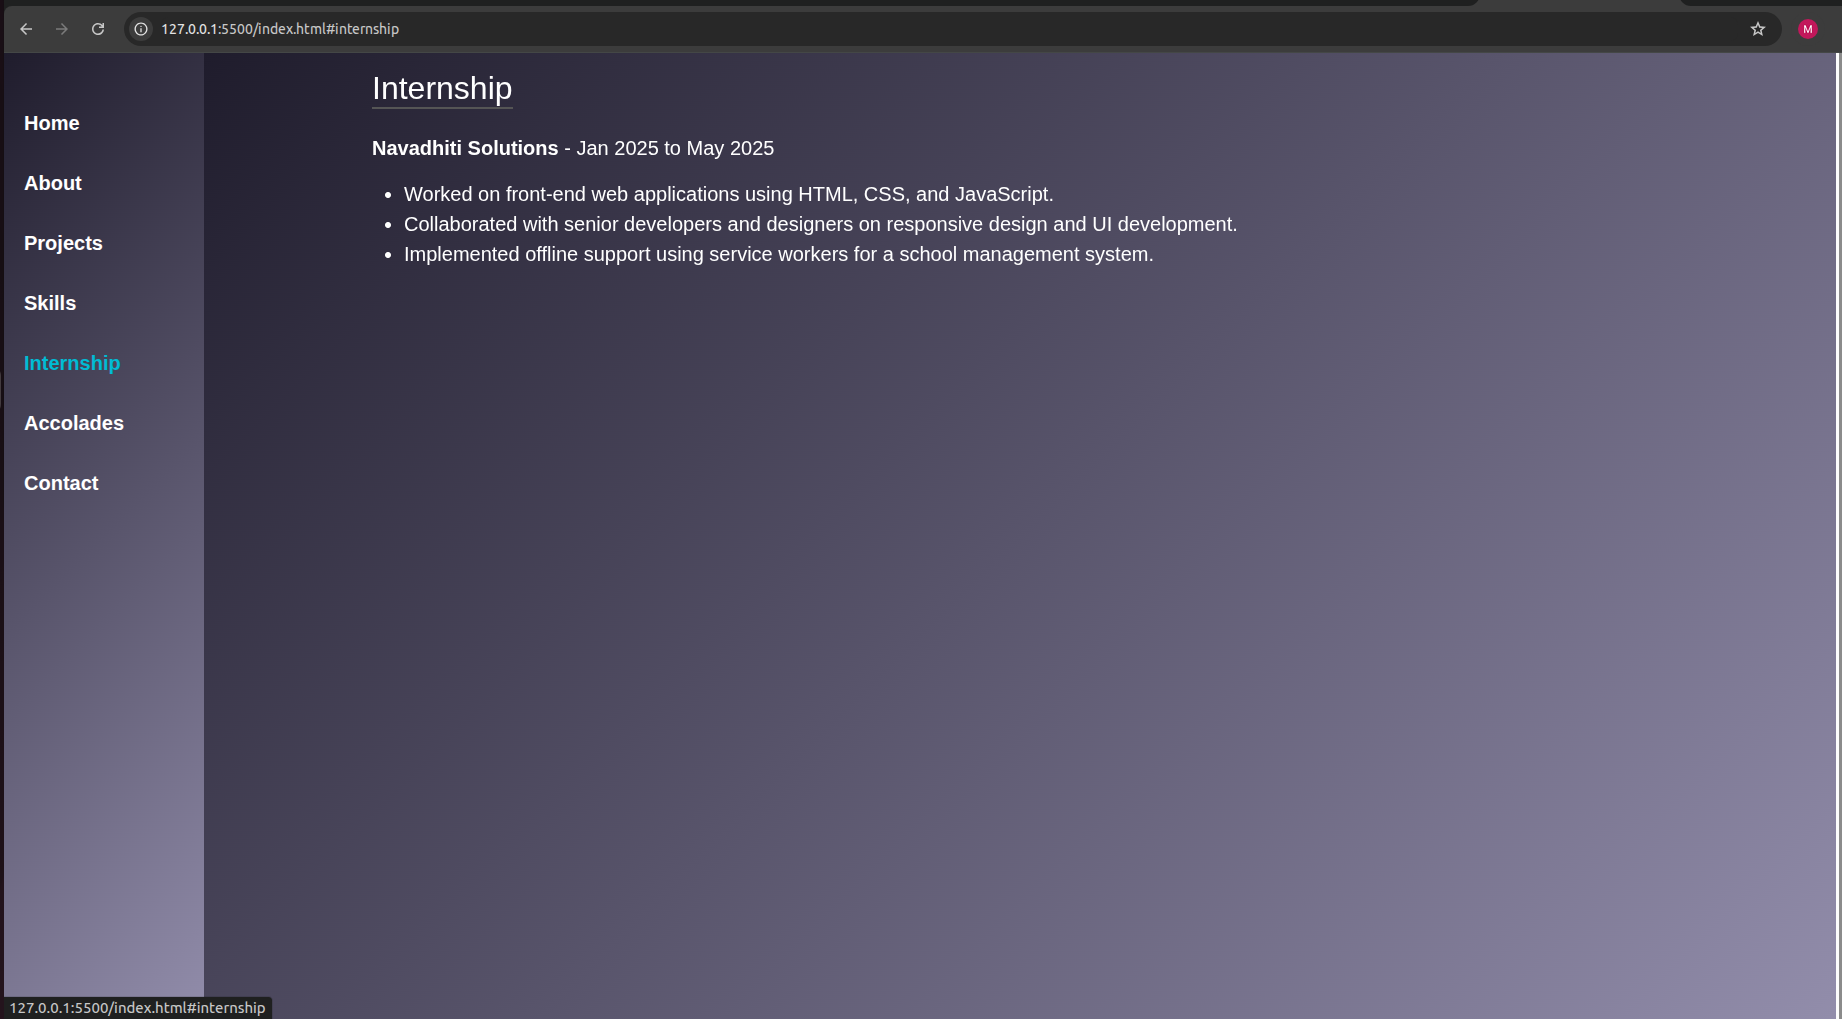 127.0.0.1:5500/index.html#internship
M
Home
About
Projects
Skills
Internship
Accolades
Contact
Internship
Navadhiti Solutions - Jan 2025 to May 2025
• Worked on front-end web applications using HTML, CSS, and JavaScript.
• Collaborated with senior developers and designers on responsive design and UI development.
• Implemented offline support using service workers for a school management system.
127.0.0.1:5500/index.html#internship